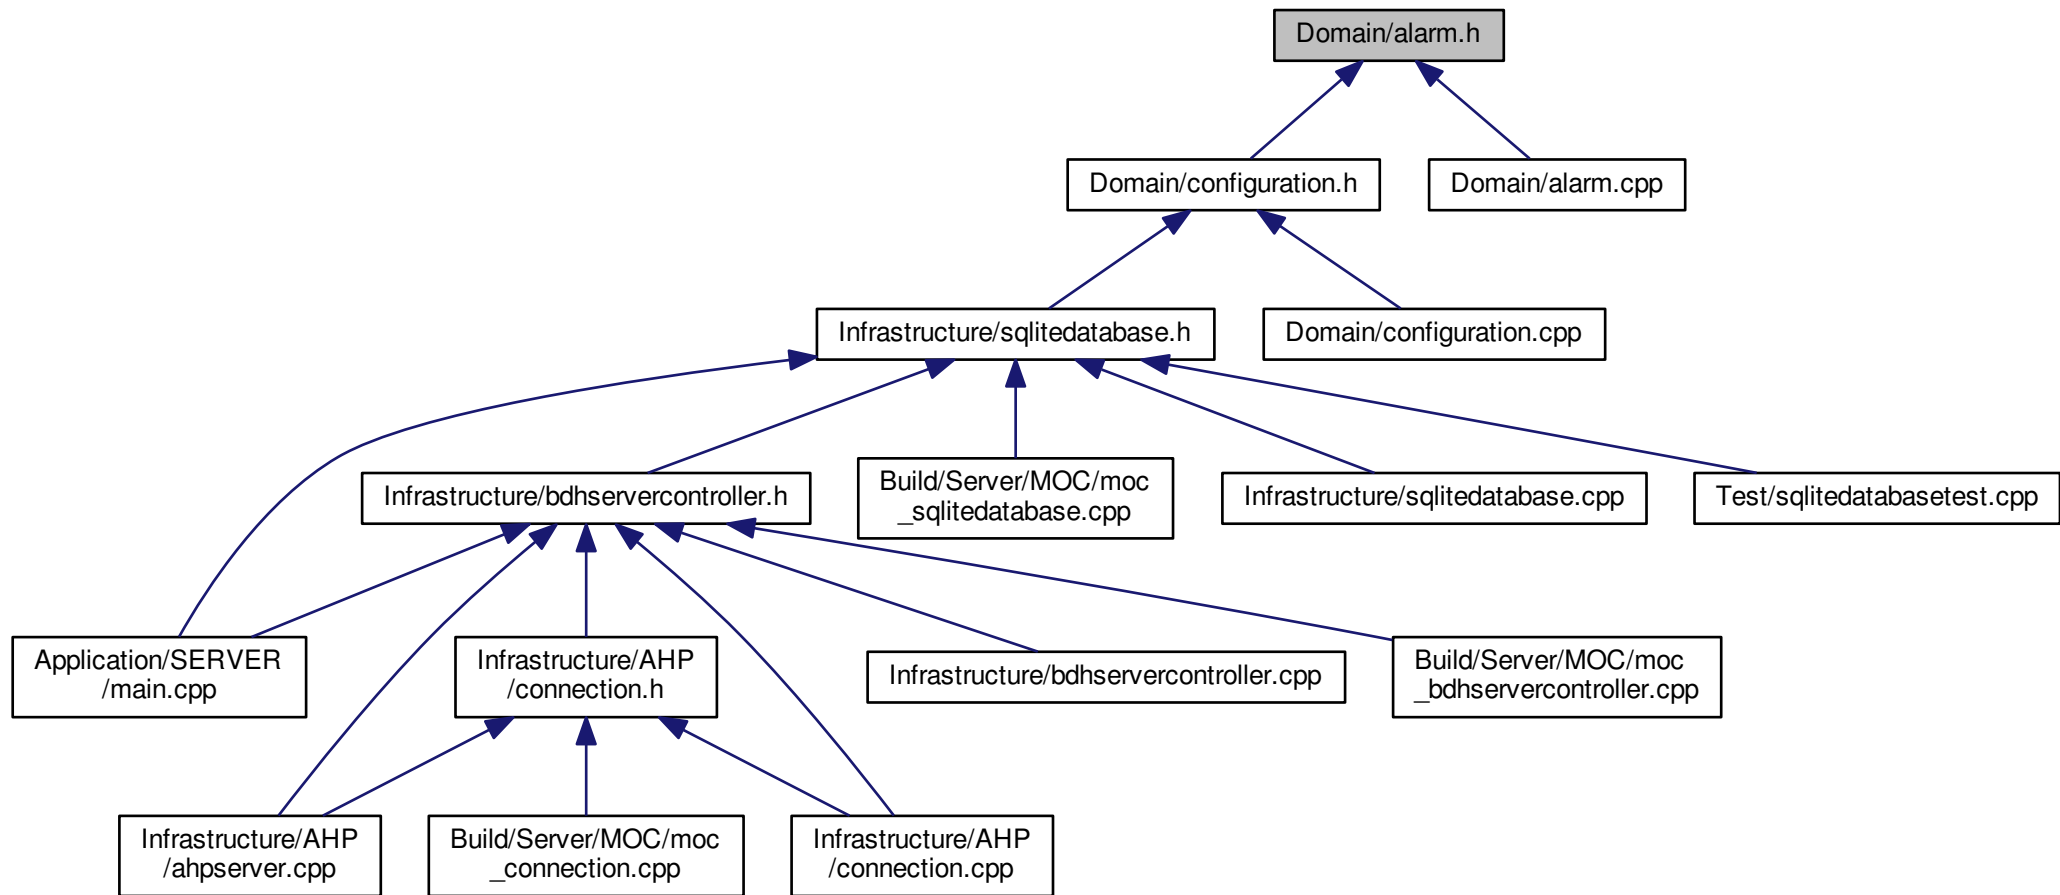 Domain/alarm.h
Domain/configuration.h
Domain/alarm.cpp
Infrastructure/sqlitedatabase.h
Domain/configuration.cpp
Infrastructure/bdhservercontroller.h
Build/Server/MOC/moc
_sqlitedatabase.cpp
Infrastructure/sqlitedatabase.cpp
Test/sqlitedatabasetest.cpp
Application/SERVER
/main.cpp
Infrastructure/AHP
/connection.h
Infrastructure/bdhservercontroller.cpp
Build/Server/MOC/moc
_bdhservercontroller.cpp
Infrastructure/AHP
/ahpserver.cpp
Build/Server/MOC/moc
_connection.cpp
Infrastructure/AHP
/connection.cpp